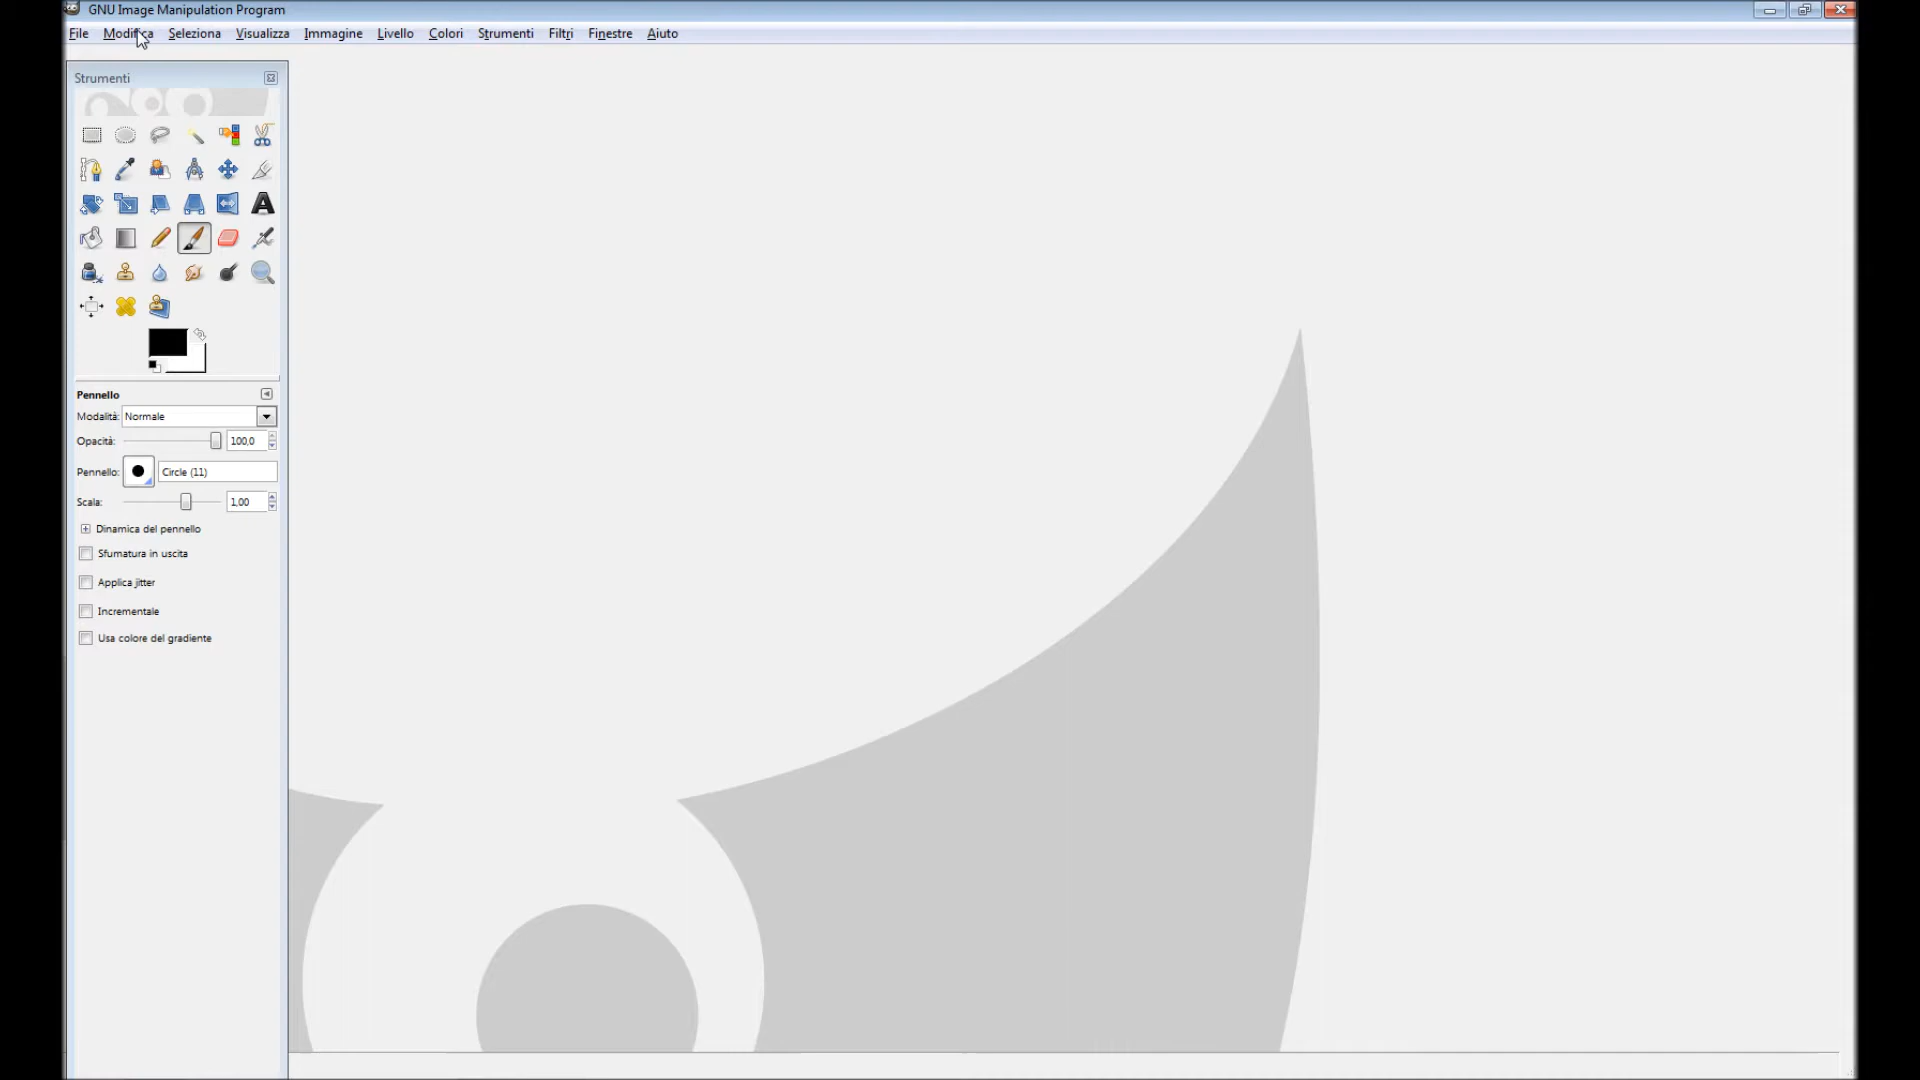 GNU Image Manipulation Program
File Modifica Seleziona Visualizza Immagine Livello Colori Strumenti Filtri Finestre Aiuto
Strumenti
Pennello
Modalità: Normale
Opacità: 100,0
Pennello: Circle (11)
Scala: 1,00
Dinamica del pennello
Sfumatura in uscita
Applica jitter
Incrementale
Usa colore del gradiente